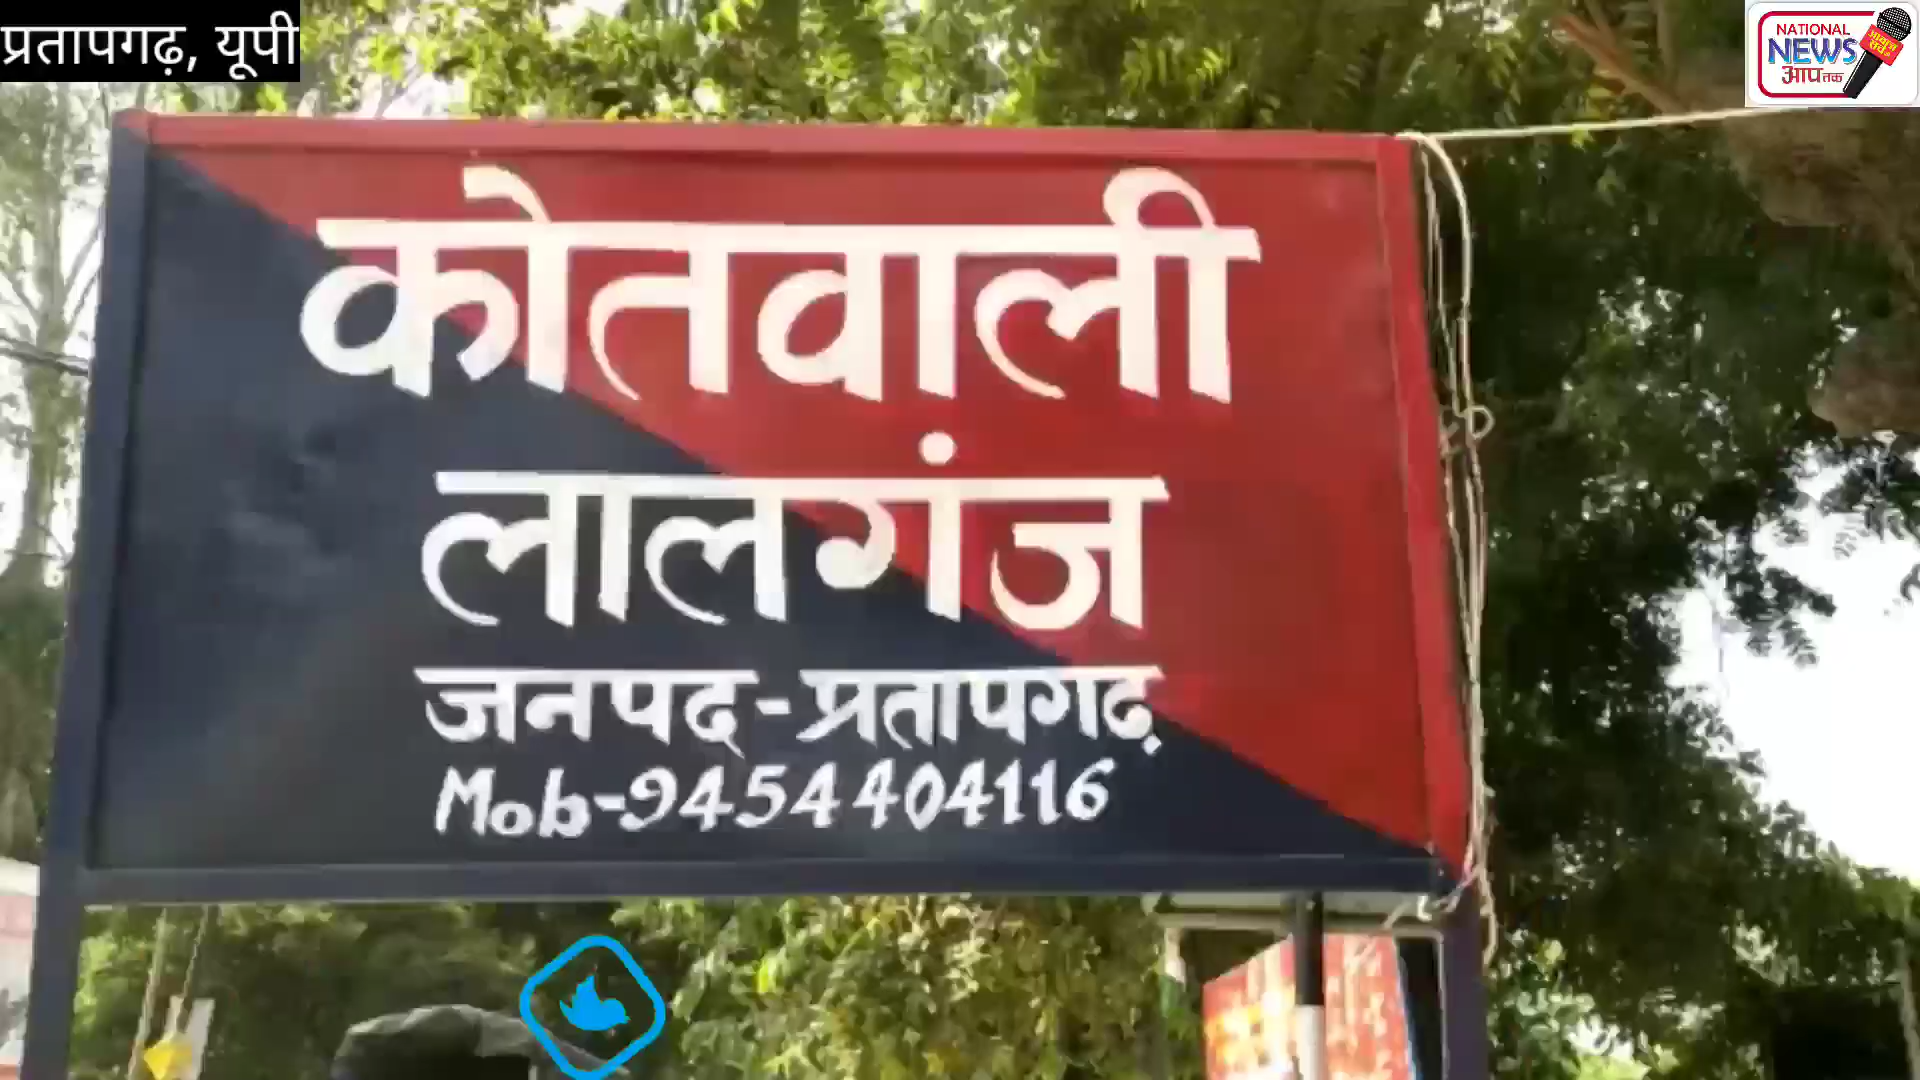 प्रतापगढ़, यूपी
NATIONAL
NEWS
आपतक
कोतवाली
लालगंज
जनपद-प्रतापगढ़
Mob-9454404116